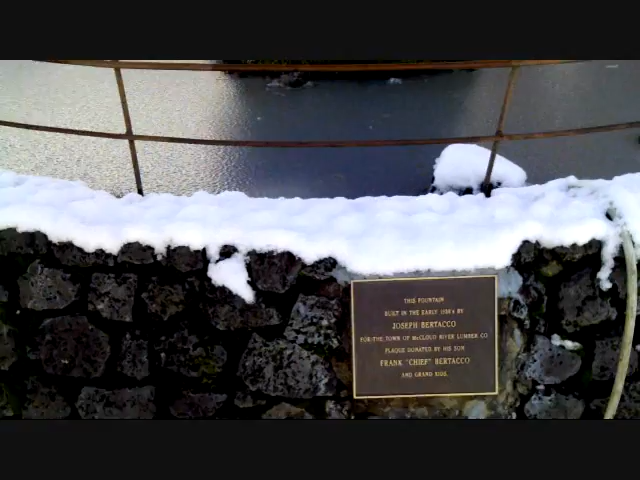 THIS FOUNTAIN
BUILT IN THE EARLY 1930's BY
JOSEPH BERTACCO
FOR THE TOWN OF McCLOUD RIVER LUMBER CO.
PLAQUE DONATED BY HIS SON
FRANK "CHIEF" BERTACCO
AND GRAND KIDS.